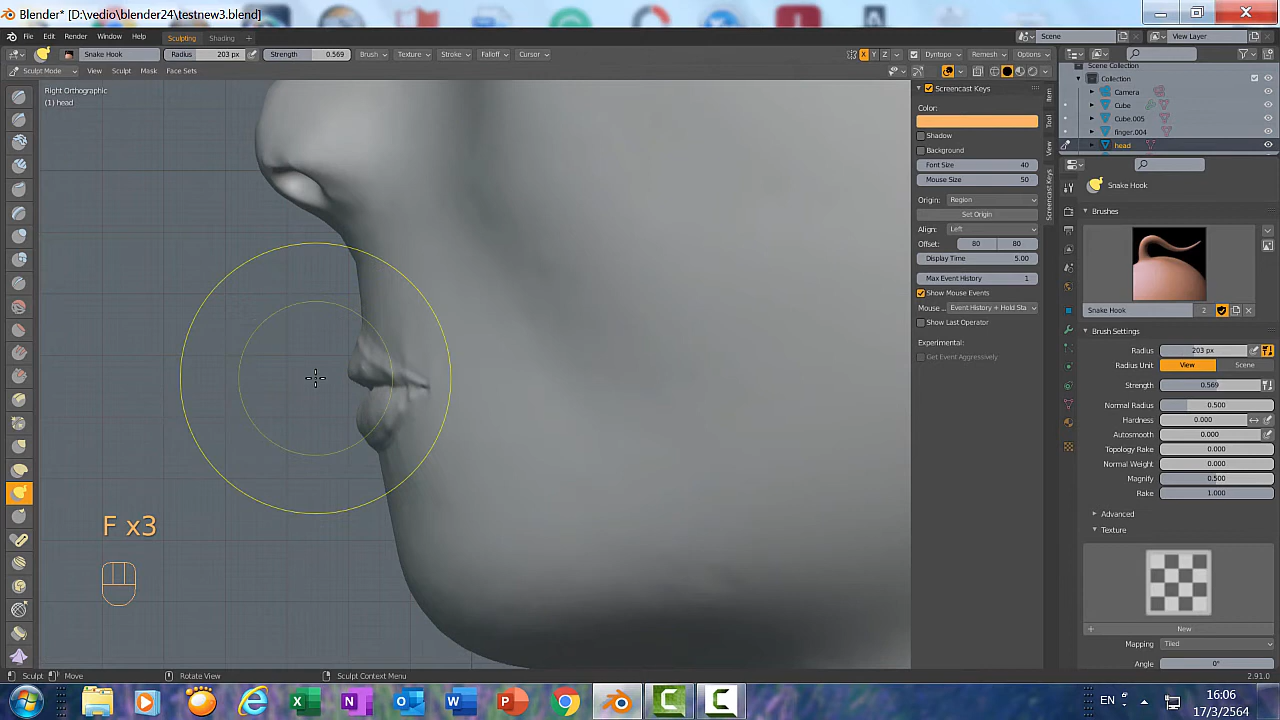 Blender* [D:\vedio\blender24\testnew3.blend]
File Edit Render Window Help Sculpting Shading + Scene View Layer
Snake Hook Radius 203 px Strength 0.569 Brush Texture Stroke Falloff Cursor X Y Z Dyntopo Remesh Options
Sculpt Mode View Sculpt Mask Face Sets
Right Orthographic
(1) head
Screencast Keys
Color:
Shadow
Background
Font Size 40
Mouse Size 50
Origin: Region
Set Origin
Align: Left
Offset: 80 80
Display Time 5.00
Max Event History 1
Show Mouse Events
Mouse ... Event History + Hold Sta
Show Last Operator
Experimental:
Get Event Aggressively
Item
Tool
View
Screencast Keys
Scene Collection
Collection
Camera
Cube
Cube.005
finger.004
head
Snake Hook
Brushes
Snake Hook 2
Brush Settings
Radius 203 px
Radius Unit View Scene
Strength 0.569
Normal Radius 0.500
Hardness 0.000
Autosmooth 0.000
Topology Rake 0.000
Normal Weight 0.000
Magnify 0.500
Rake 1.000
Advanced
Texture
+ New
Mapping Tiled
Angle 0°
F x3
Sculpt Move Rotate View Sculpt Context Menu 2.91.0
EN 16:06
17/3/2564